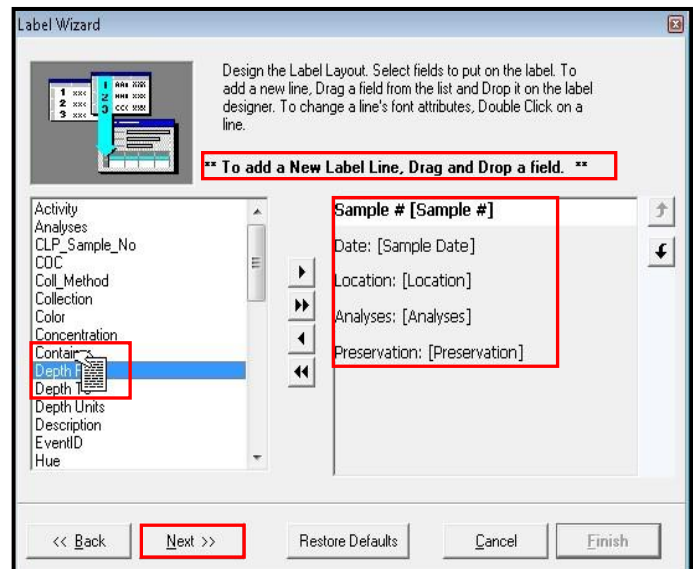 Label Wizard
Design the Label Layout. Select fields to put on the label. To
add a new line, Drag a field from the list and Drop it on the label
designer. To change a line's font attributes, Double Click on a
line.
** To add a New Label Line, Drag and Drop a field. **
Activity
Analyses
CLP_Sample_No
COC
Coll_Method
Collection
Color
Concentration
Depth
Depth
Depth Units
Description
EventID
Hue
Sample # [Sample #]
Date: [Sample Date]
Location: [Location]
Analyses: [Analyses]
Preservation: [Preservation]
<< Back
Next >>
Restore Defaults
Cancel
Finish